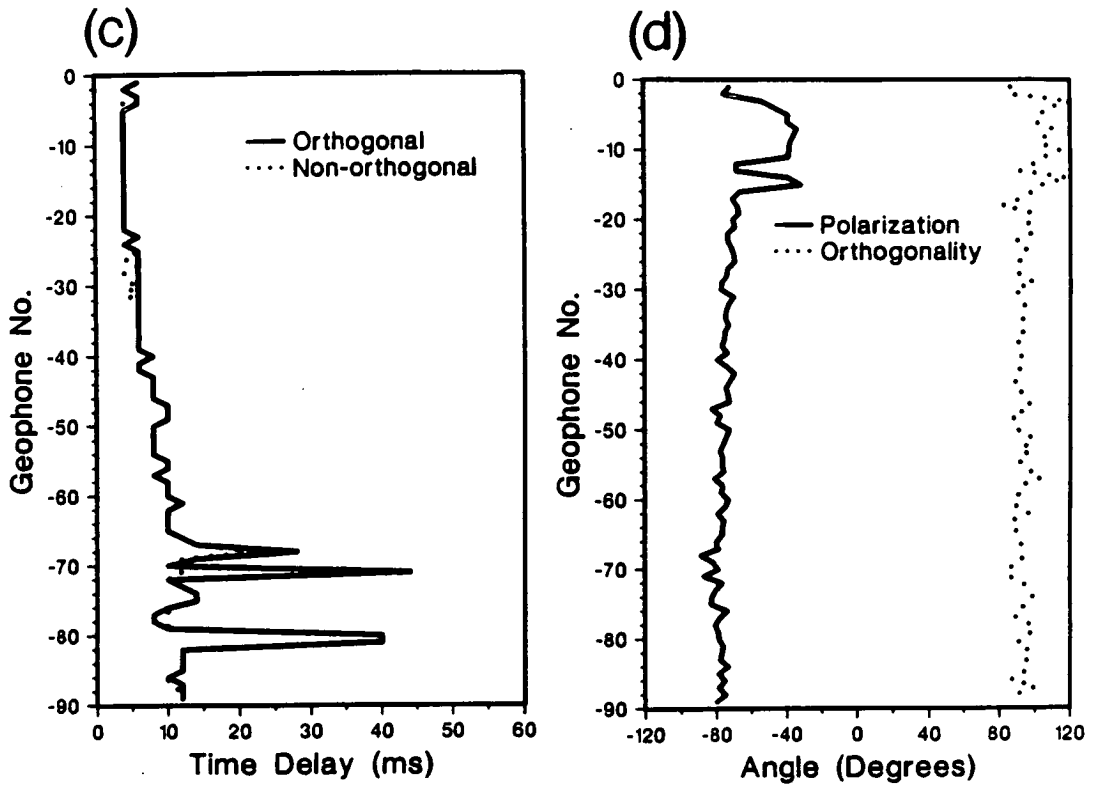 (c)
0
-10
-20
-30
-40
-50
-60
-70
-80
-90
Geophone No.
Orthogonal
Non-orthogonal
0 10 20 30 40 50 60
Time Delay (ms)
(d)
0
-10
-20
-30
-40
-50
-60
-70
-80
-90
Geophone No.
Polarization
Orthogonality
-120 -80 -40 0 40 80 120
Angle (Degrees)